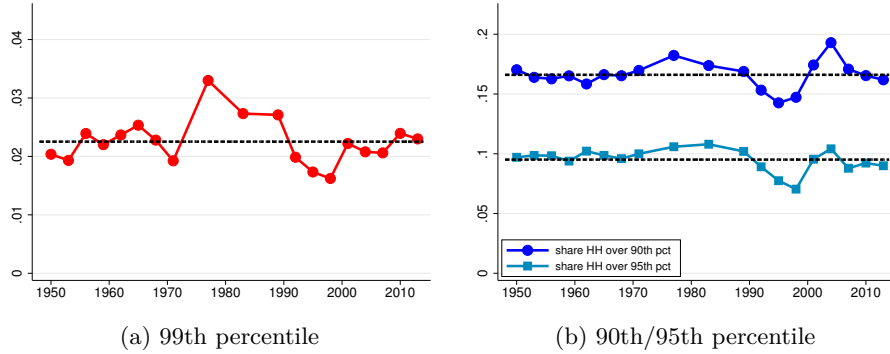 .04
.03
.02
.01
0
1950 1960 1970 1980 1990 2000 2010
(a) 99th percentile
.2
.15
.1
.05
0
share HH over 90th pct
share HH over 95th pct
1950 1960 1970 1980 1990 2000 2010
(b) 90th/95th percentile